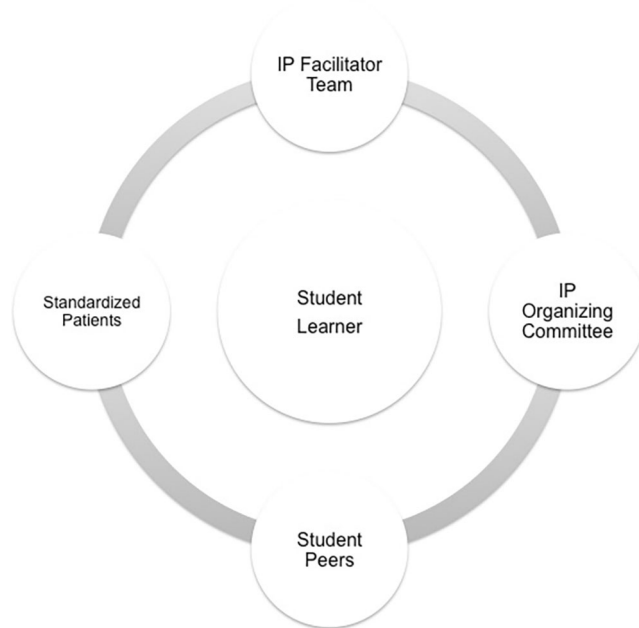 IP Facilitator
Team
Standardized
Patients
Student
Learner
IP
Organizing
Committee
Student
Peers